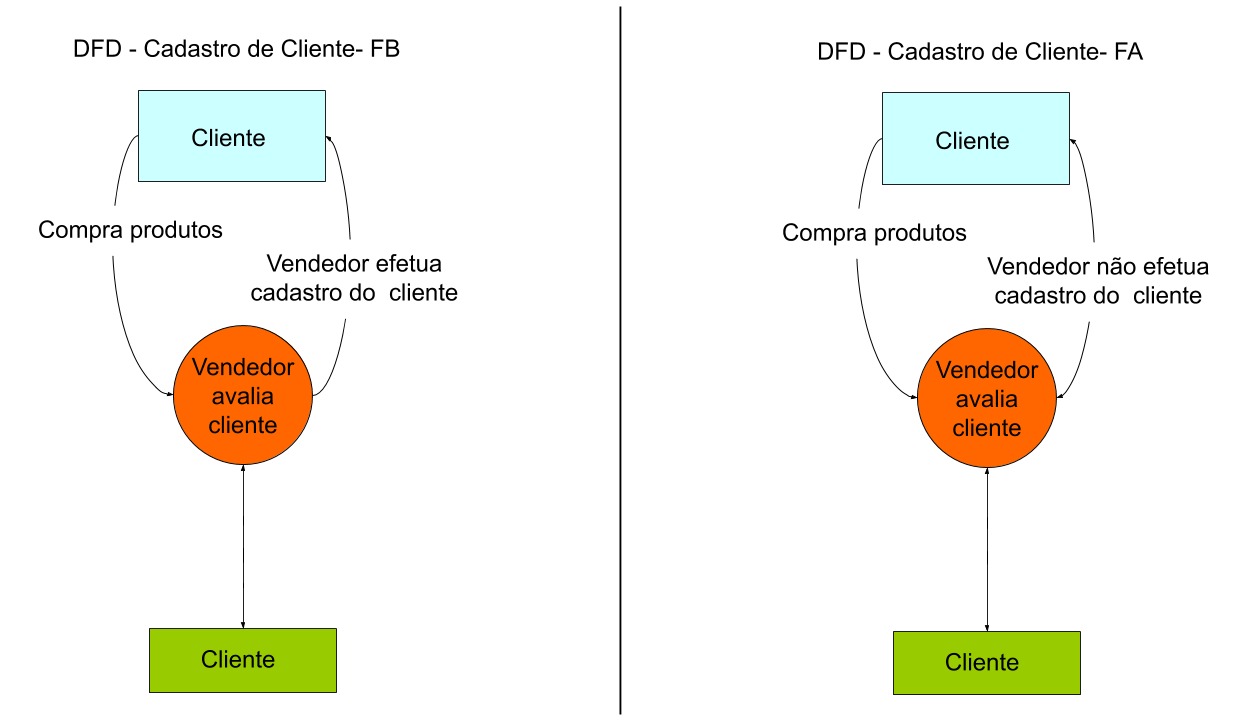 DFD - Cadastro de Cliente- FB
Cliente
Compra produtos
Vendedor efetua
cadastro do  cliente
Vendedor
avalia
cliente
Cliente
DFD - Cadastro de Cliente- FA
Cliente
Compra produtos
Vendedor não efetua
cadastro do  cliente
Vendedor
avalia
cliente
Cliente